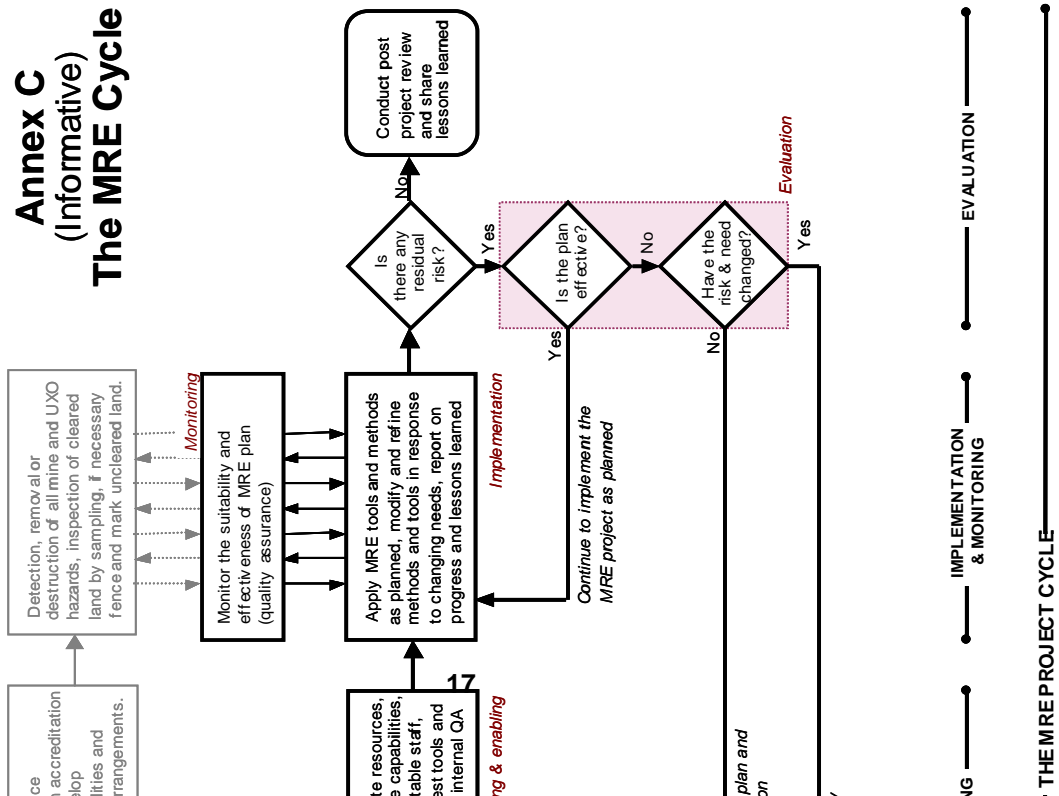 Annex C
(Informative)
The MRE Cycle
Detection, removal or
destruction of all mine and UXO
hazards, inspection of cleared
land by sampling, if necessary
fence and mark uncleared land.
Monitoring
Monitor the suitability and
effectiveness of MRE plan
(quality assurance)
Apply MRE tools and methods
as planned, modify and refine
methods and tools in response
to changing needs, report on
progress and lessons learned
Implementation
Is
there any
residual
risk?
No
Conduct post
project review
and share
lessons learned
Yes
Is the plan
effective?
No
Have the
risk & need
changed?
Yes
Evaluation
Yes
Continue to implement the
MRE project as planned
No
ce
accreditation
lities and
rrangements.
te resources,
e capabilities,
table staff,
est tools and
internal QA
ng & enabling
17
plan and
on
EVALUATION
IMPLEMENTATION
& MONITORING
NG
THE MRE PROJECT CYCLE